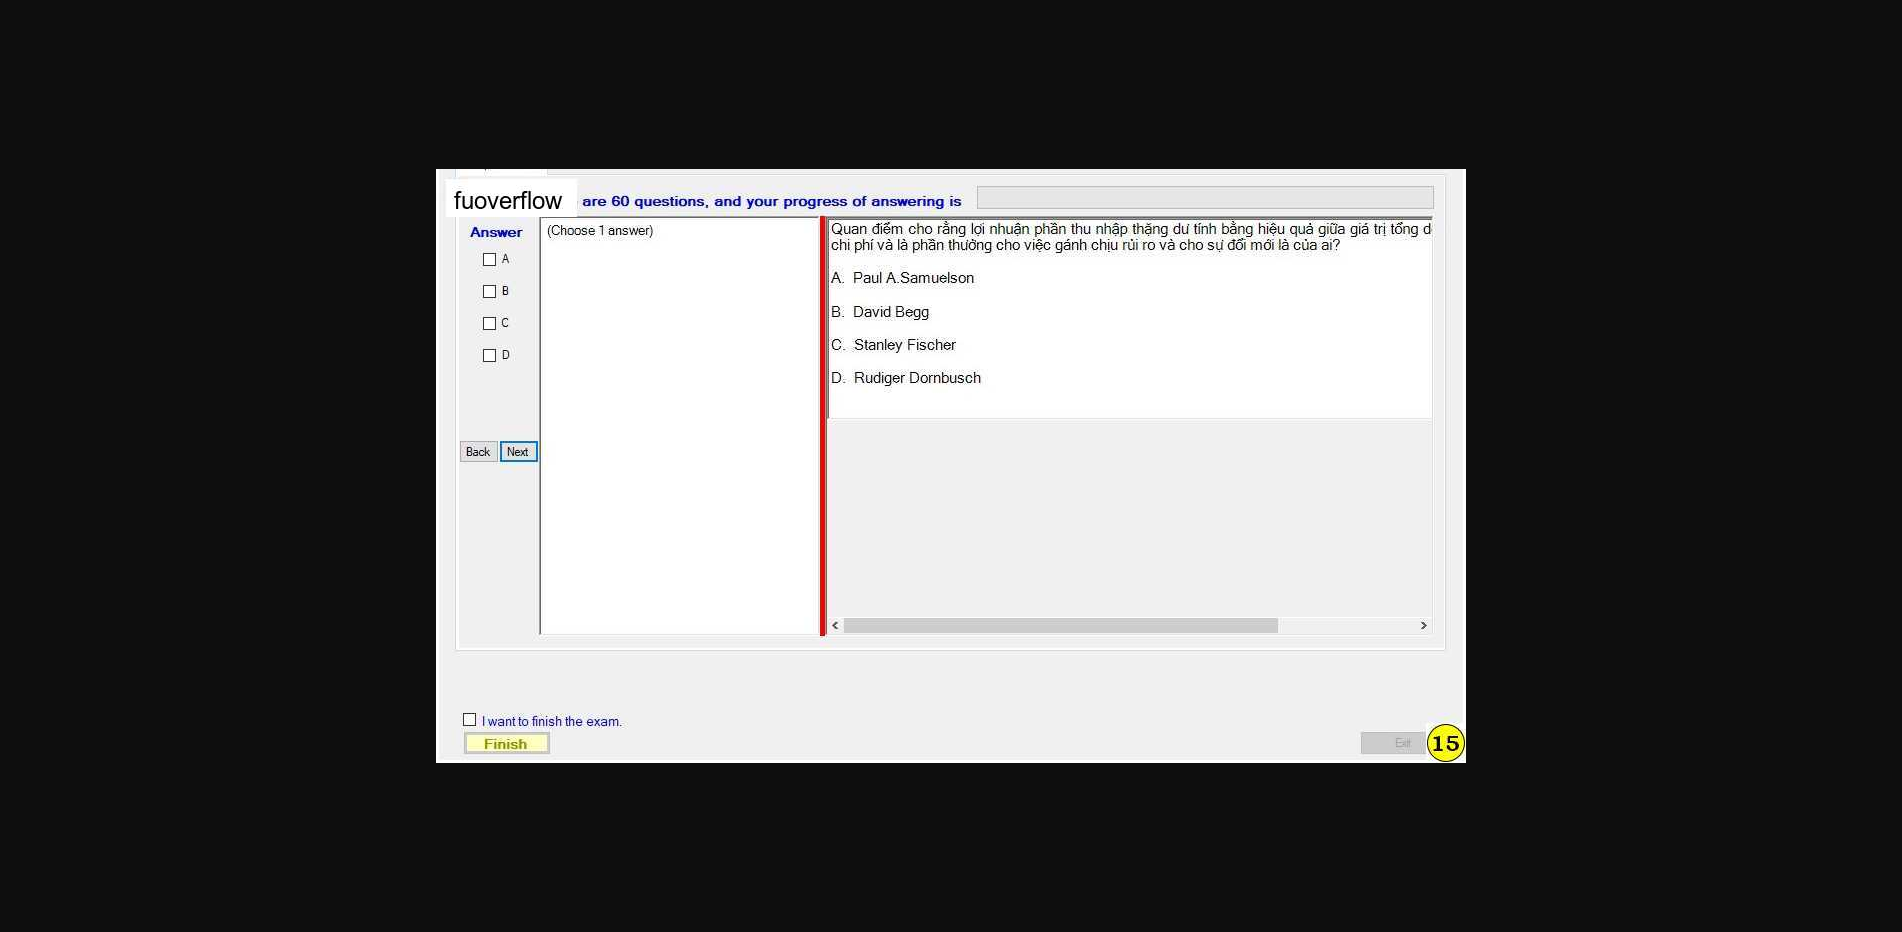 fuoverflow are 60 questions, and your progress of answering is
Answer
(Choose 1 answer)
A
B
C
D
Back Next
Quan điểm cho rằng lợi nhuận phần thu nhập thặng dư tính bằng hiệu quả giữa giá trị tổng
chi phí và là phần thưởng cho việc gánh chịu rủi ro và cho sự đổi mới là của ai?
A. Paul A.Samuelson
B. David Begg
C. Stanley Fischer
D. Rudiger Dornbusch
I want to finish the exam.
Finish
Exit
15